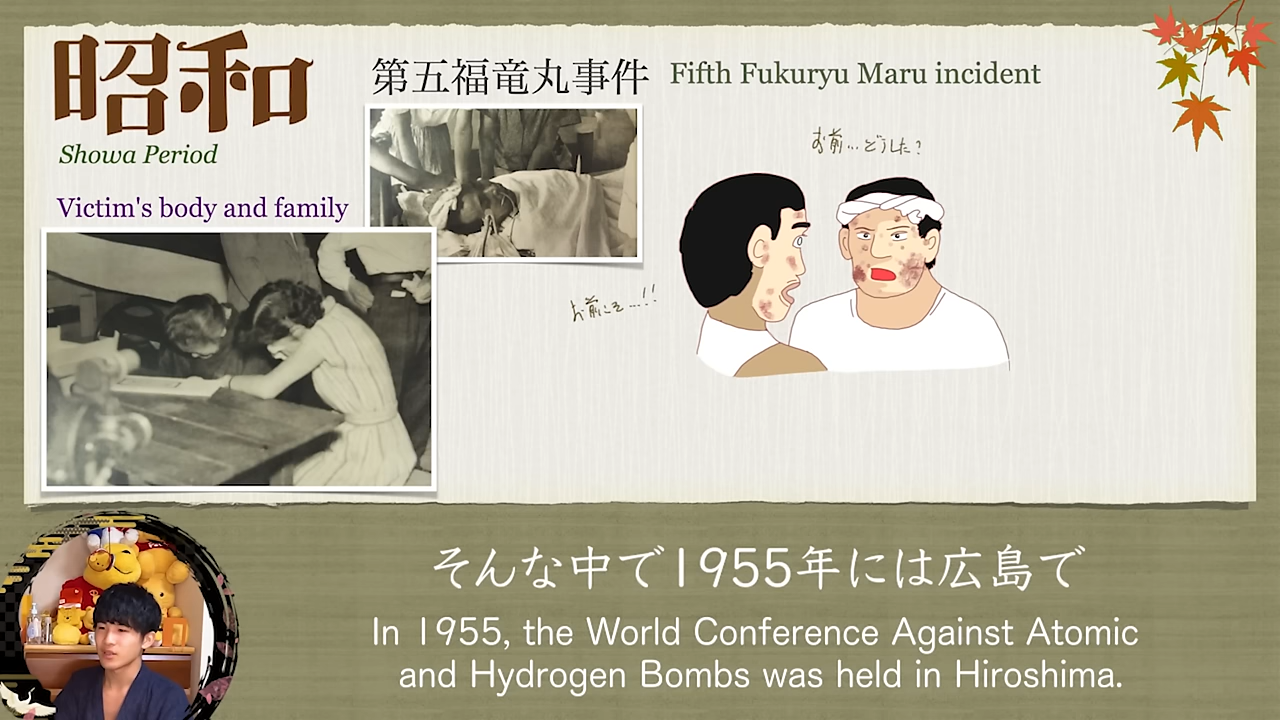 昭和
Showa Period
第五福竜丸事件 Fifth Fukuryu Maru incident
Victim's body and family
お前…どうした?
お前こそ…!!
そんな中で1955年には広島で
In 1955, the World Conference Against Atomic
and Hydrogen Bombs was held in Hiroshima.